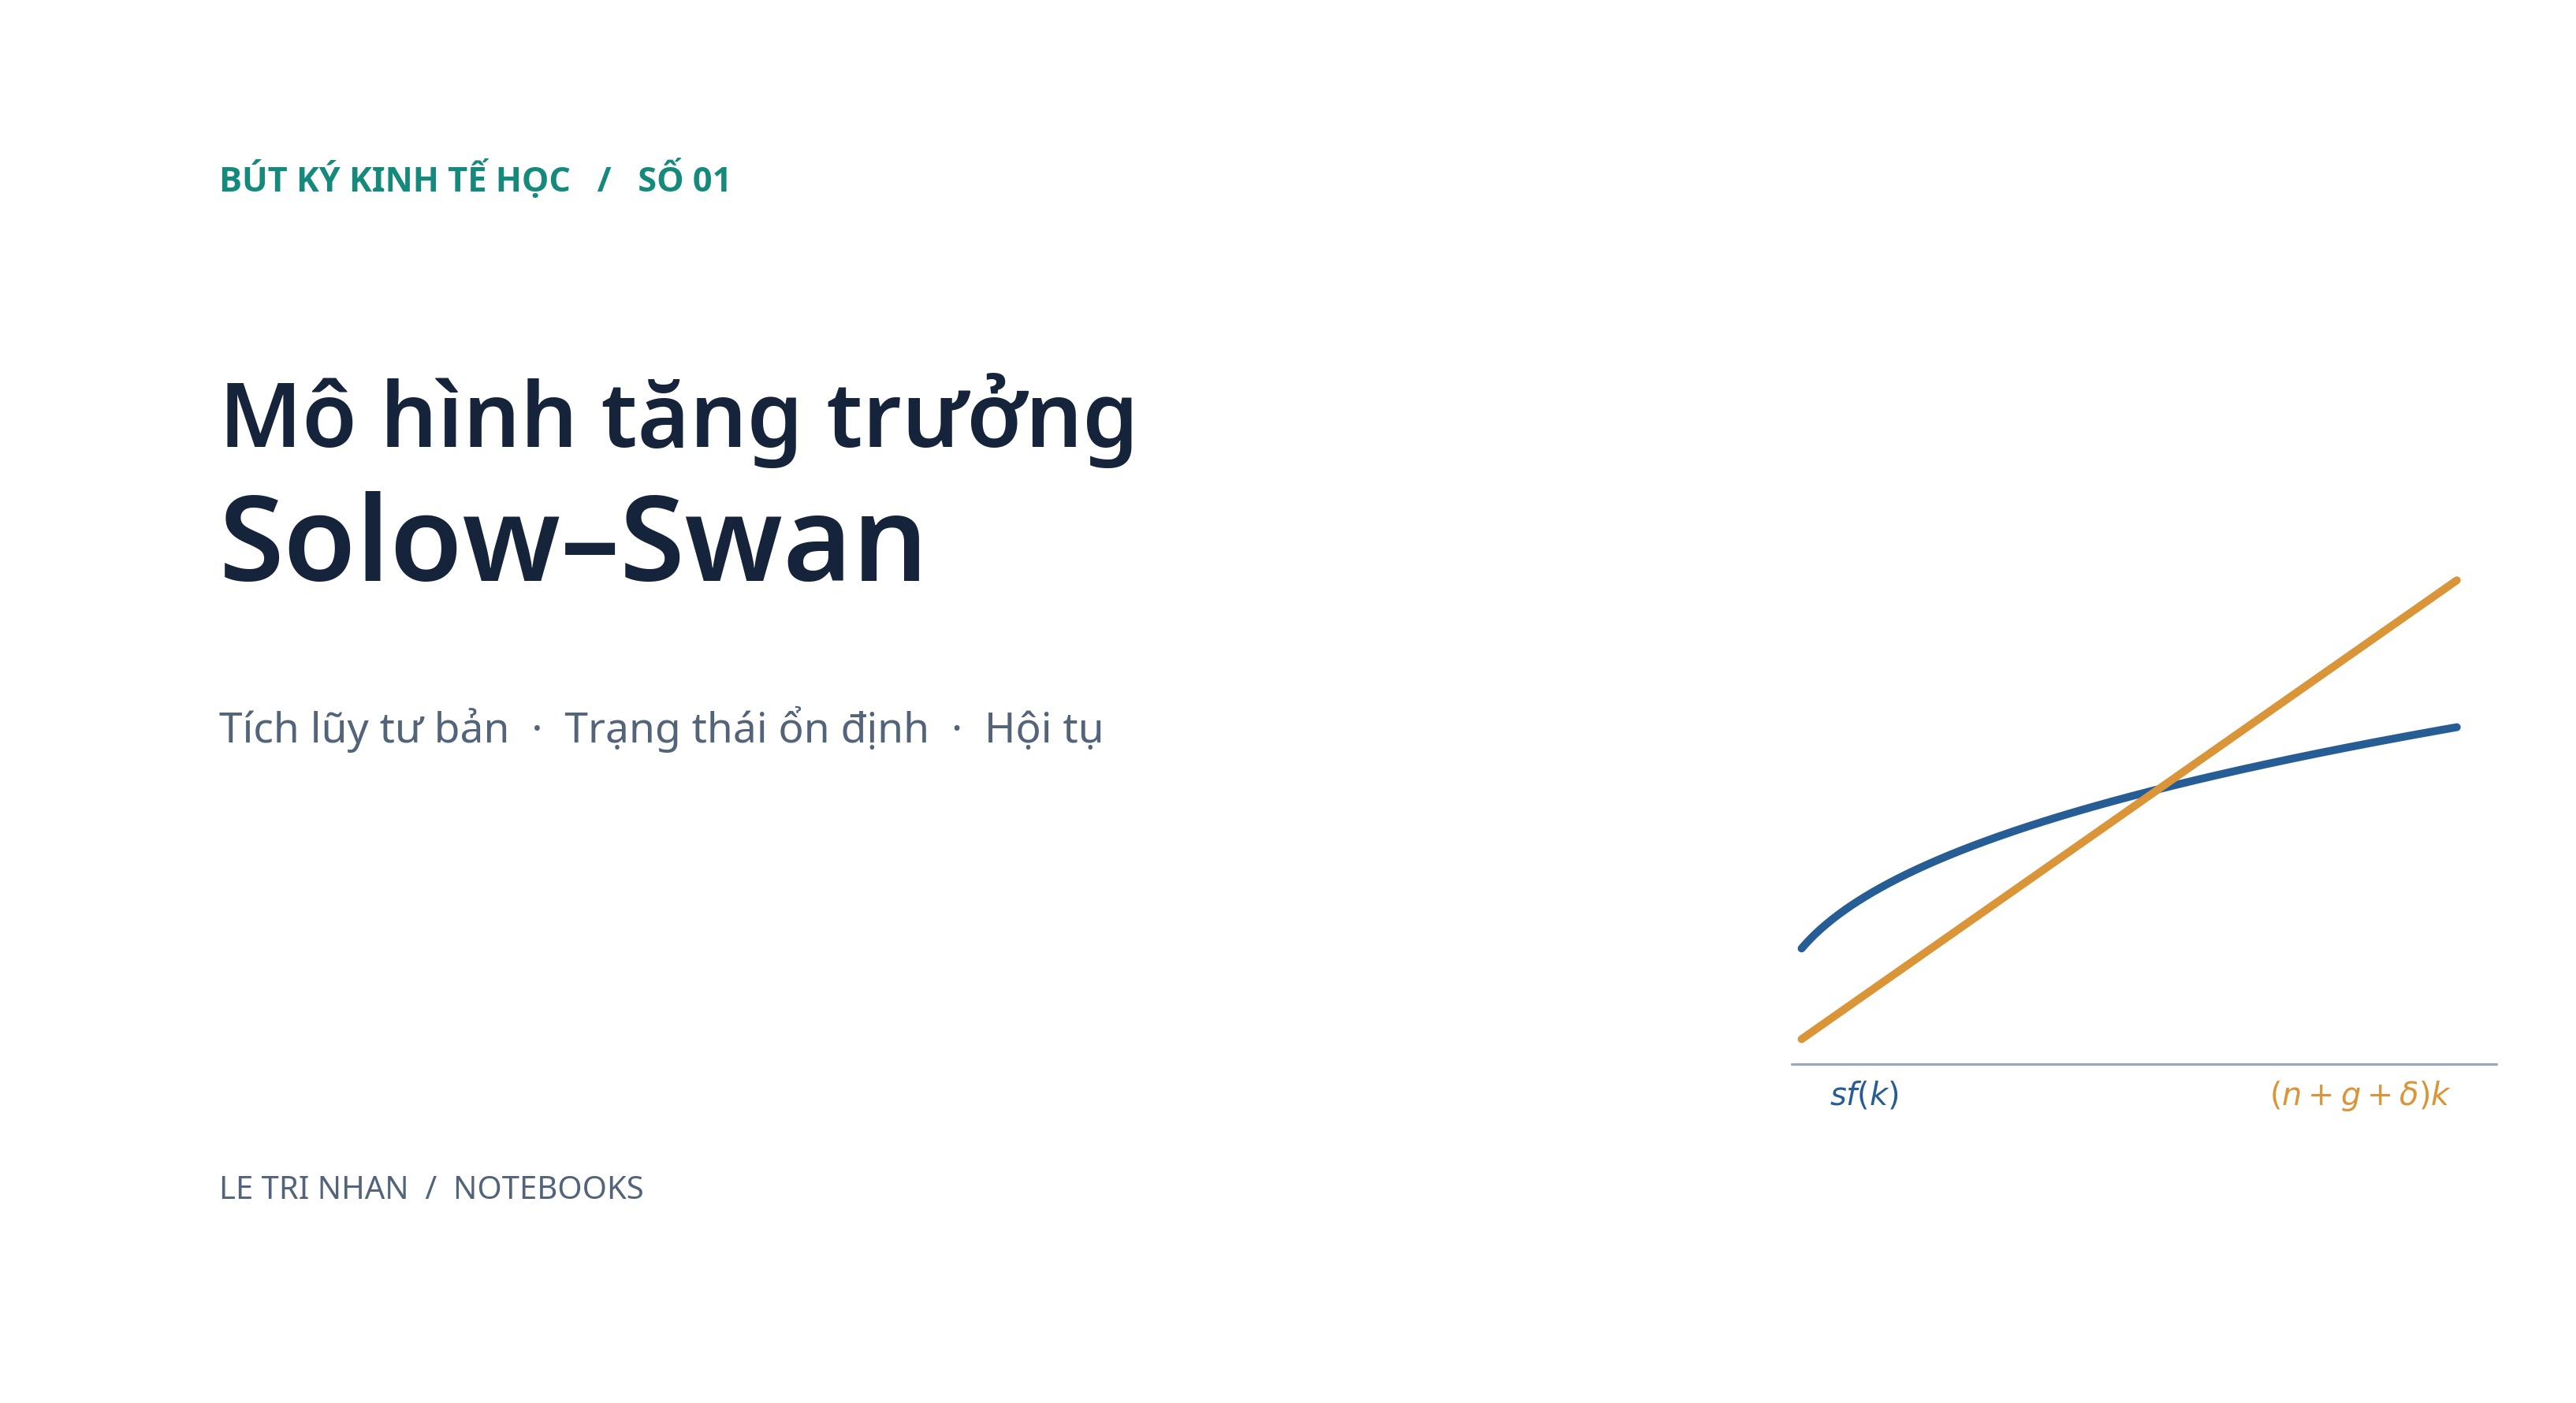 BÚT KÝ KINH TẾ HỌC / SỐ 01
Mô hình tăng trưởng
Solow–Swan
Tích lũy tư bản · Trạng thái ổn định · Hội tụ
sf(k)
(n + g + δ)k
LE TRI NHAN / NOTEBOOKS